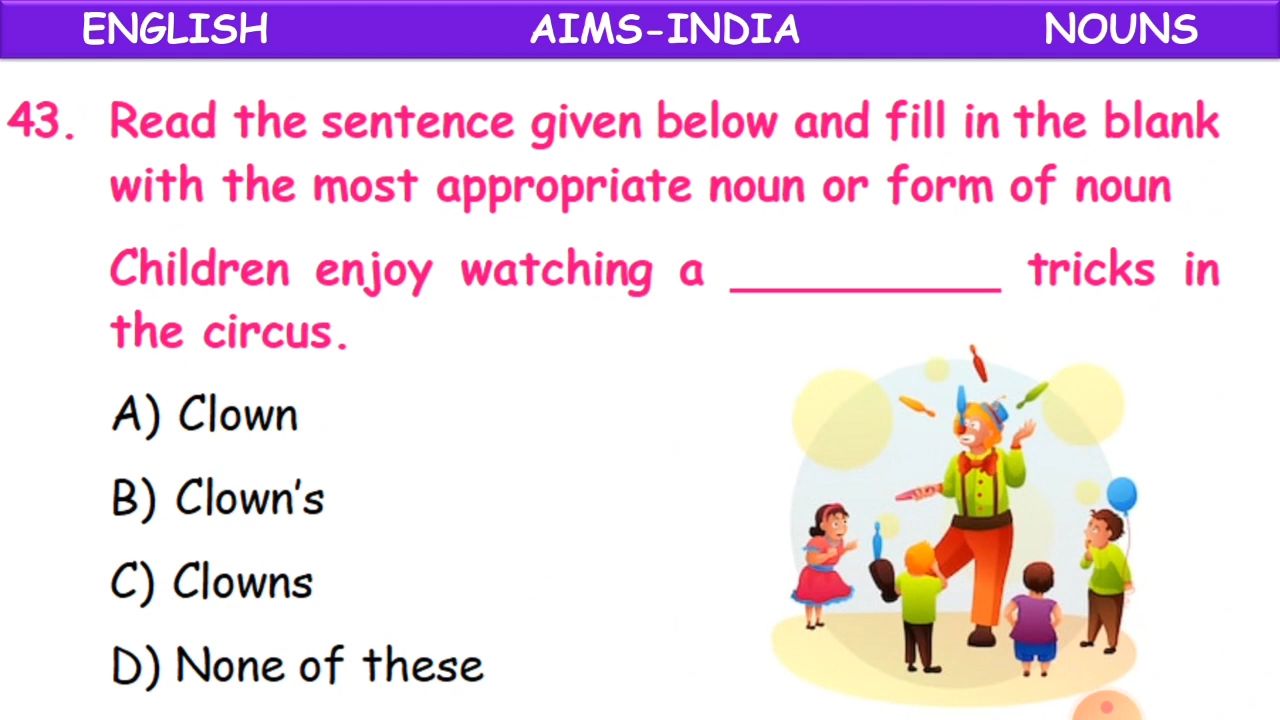 ENGLISH AIMS-INDIA NOUNS
43. Read the sentence given below and fill in the blank
with the most appropriate noun or form of noun
Children enjoy watching a __________ tricks in
the circus.
A) Clown
B) Clown's
C) Clowns
D) None of these